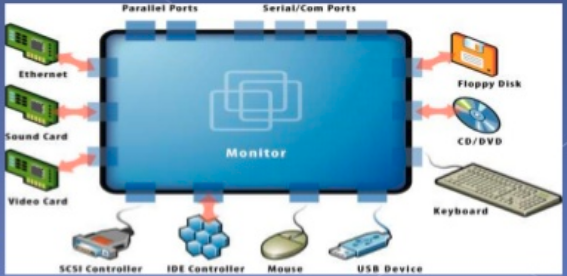 Parallel Ports
Serial/Com Ports
Ethernet
Floppy Disk
Sound Card
CD/DVD
Monitor
Video Card
Keyboard
SCSI Controller
IDE Controller
Mouse
USB Device